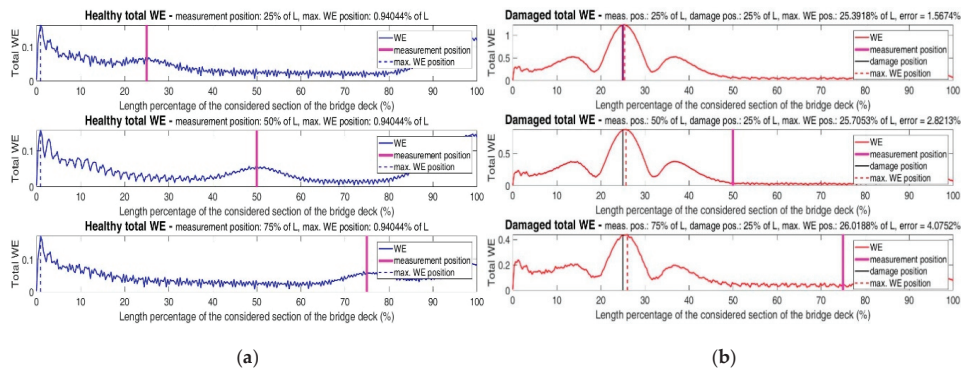 Healthy total WE - measurement position: 25% of L, max. WE position: 0.94044% of L
Total WE
0.1
0
WE
measurement position
max. WE position
0 10 20 30 40 50 60 70 80 90 100
Length percentage of the considered section of the bridge deck (%)
Healthy total WE - measurement position: 50% of L, max. WE position: 0.94044% of L
Total WE
0.1
0
WE
measurement position
max. WE position
0 10 20 30 40 50 60 70 80 90 100
Length percentage of the considered section of the bridge deck (%)
Healthy total WE - measurement position: 75% of L, max. WE position: 0.94044% of L
Total WE
0.1
0
WE
measurement position
max. WE position
0 10 20 30 40 50 60 70 80 90 100
Length percentage of the considered section of the bridge deck (%)
(a)
Damaged total WE - meas. pos.: 25% of L, damage pos.: 25% of L, max. WE pos.: 25.3918% of L, error = 1.5674%
Total WE
1
0.5
0
WE
measurement position
damage position
max. WE position
0 10 20 30 40 50 60 70 80 90 100
Length percentage of the considered section of the bridge deck (%)
Damaged total WE - meas. pos.: 50% of L, damage pos.: 25% of L, max. WE pos.: 25.7053% of L, error = 2.8213%
Total WE
0.5
0
WE
measurement position
damage position
max. WE position
0 10 20 30 40 50 60 70 80 90 100
Length percentage of the considered section of the bridge deck (%)
Damaged total WE - meas. pos.: 75% of L, damage pos.: 25% of L, max. WE pos.: 26.0188% of L, error = 4.0752%
Total WE
0.4
0.2
0
WE
measurement position
damage position
max. WE position
0 10 20 30 40 50 60 70 80 90 100
Length percentage of the considered section of the bridge deck (%)
(b)